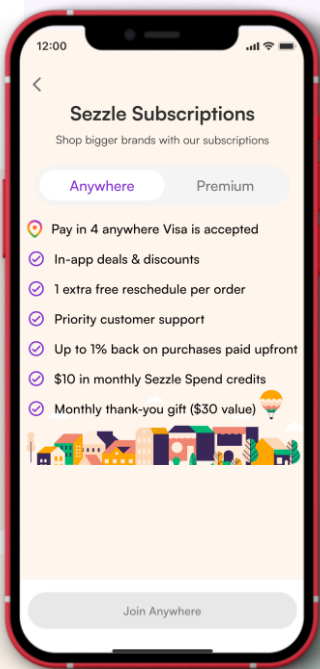 12:00
Sezzle Subscriptions
Shop bigger brands with our subscriptions
Anywhere Premium
Pay in 4 anywhere Visa is accepted
In-app deals & discounts
1 extra free reschedule per order
Priority customer support
Up to 1% back on purchases paid upfront
$10 in monthly Sezzle Spend credits
Monthly thank-you gift ($30 value)
Join Anywhere